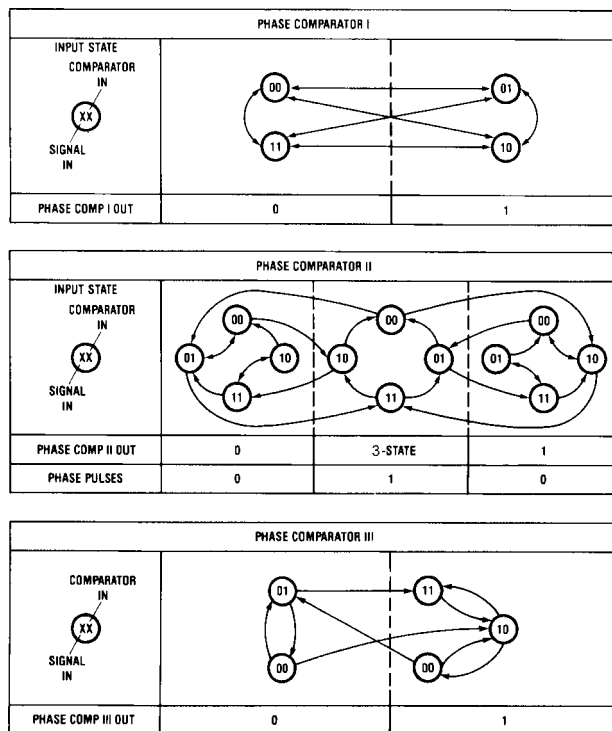 PHASE COMPARATOR I
INPUT STATE
COMPARATOR
IN
XX
SIGNAL
IN
00
01
11
10
PHASE COMP I OUT 0 1
PHASE COMPARATOR II
INPUT STATE
COMPARATOR
IN
XX
SIGNAL
IN
00 00 00
01 10 10 01 01 10
11 11 11
PHASE COMP II OUT 0 3-STATE 1
PHASE PULSES 0 1 0
PHASE COMPARATOR III
COMPARATOR
IN
XX
SIGNAL
IN
01 11
10
00 00
PHASE COMP III OUT 0 1